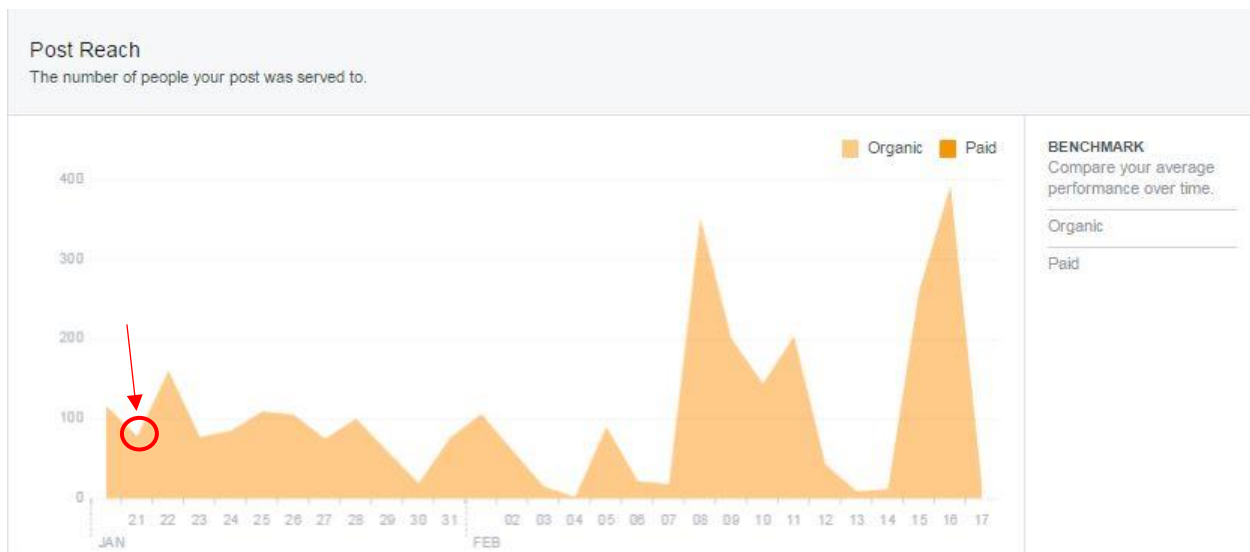 Post Reach
The number of people your post was served to.
Organic Paid
BENCHMARK
Compare your average
performance over time.
Organic
Paid
400
300
200
100
0
21 22 23 24 25 26 27 28 29 30 31 02 03 04 05 06 07 08 09 10 11 12 13 14 15 16 17
JAN FEB